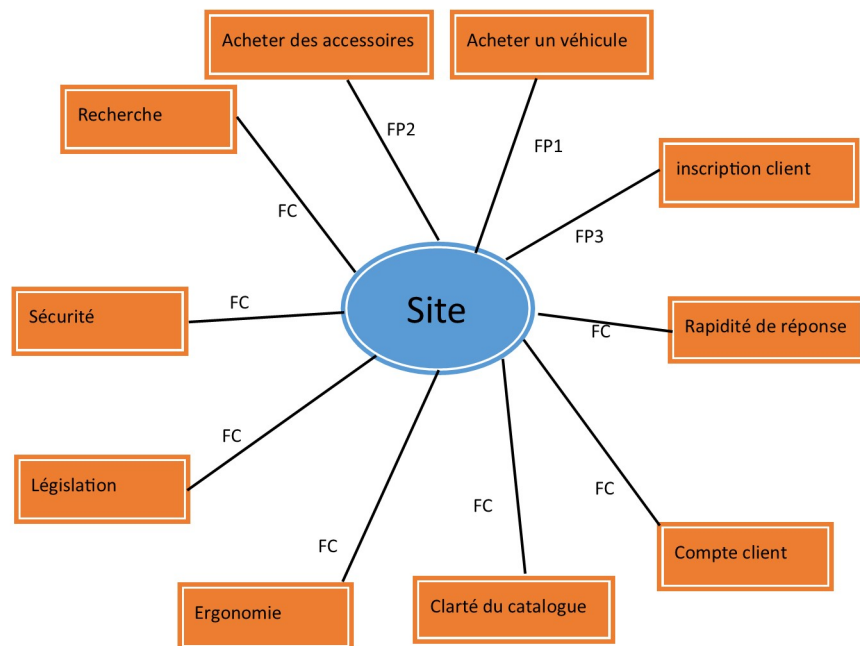 Acheter des accessoires
Acheter un véhicule
Recherche
FP2
FP1
inscription client
FC
FP3
Sécurité
FC
Site
FC
Rapidité de réponse
FC
Législation
FC
FC
FC
Compte client
Ergonomie
Clarté du catalogue